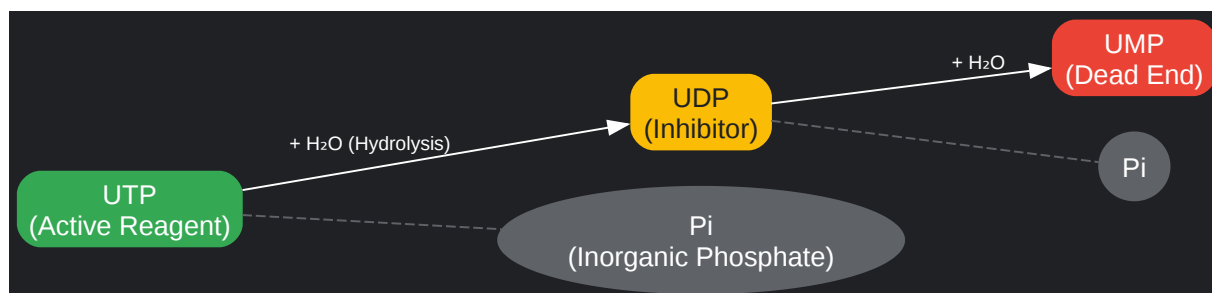 UTP
(Active Reagent)
+ H₂O (Hydrolysis)
UDP
(Inhibitor)
+ H₂O
UMP
(Dead End)
Pi
(Inorganic Phosphate)
Pi